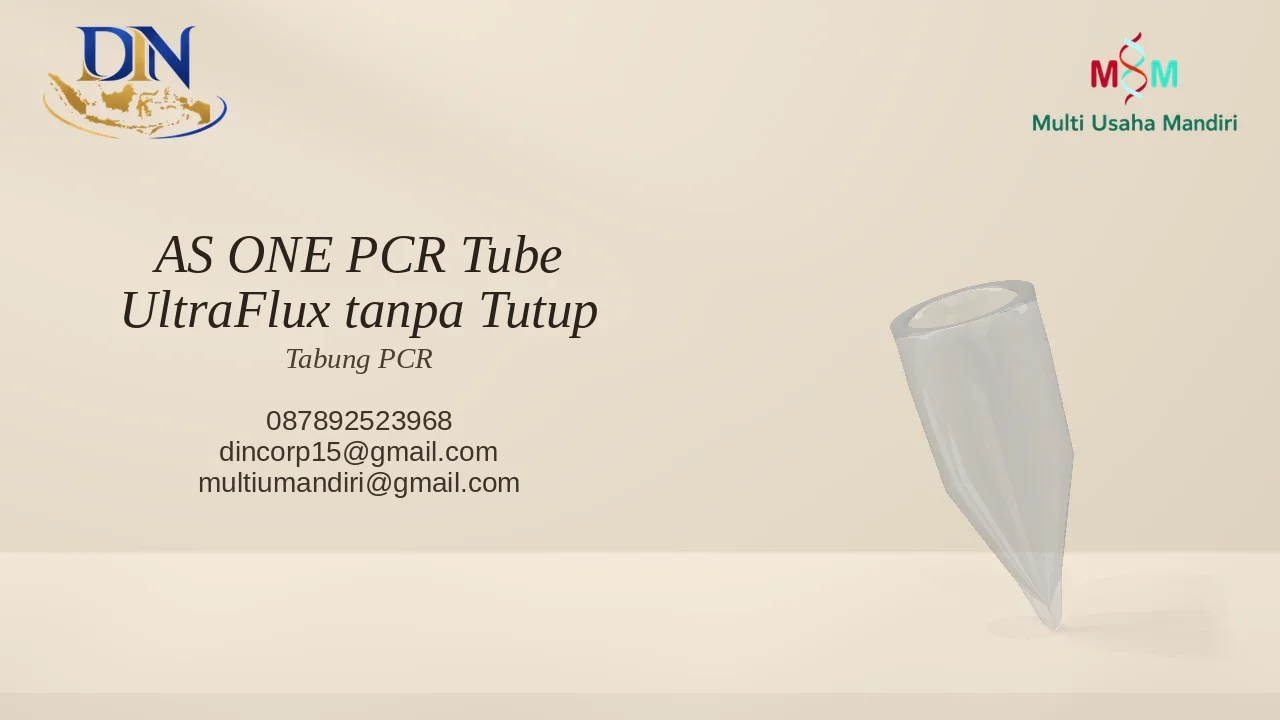 DN
M M
Multi Usaha Mandiri
AS ONE PCR Tube
UltraFlux tanpa Tutup
Tabung PCR
087892523968
dincorp15@gmail.com
multiumandiri@gmail.com